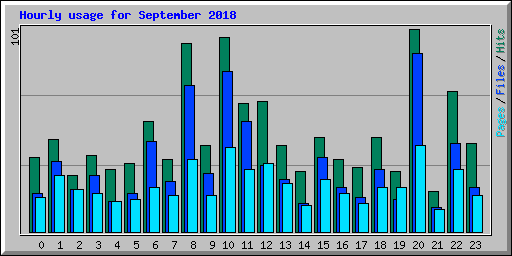 Hourly usage for September 2018
101
Pages / Files / Hits
0 1 2 3 4 5 6 7 8 9 10 11 12 13 14 15 16 17 18 19 20 21 22 23